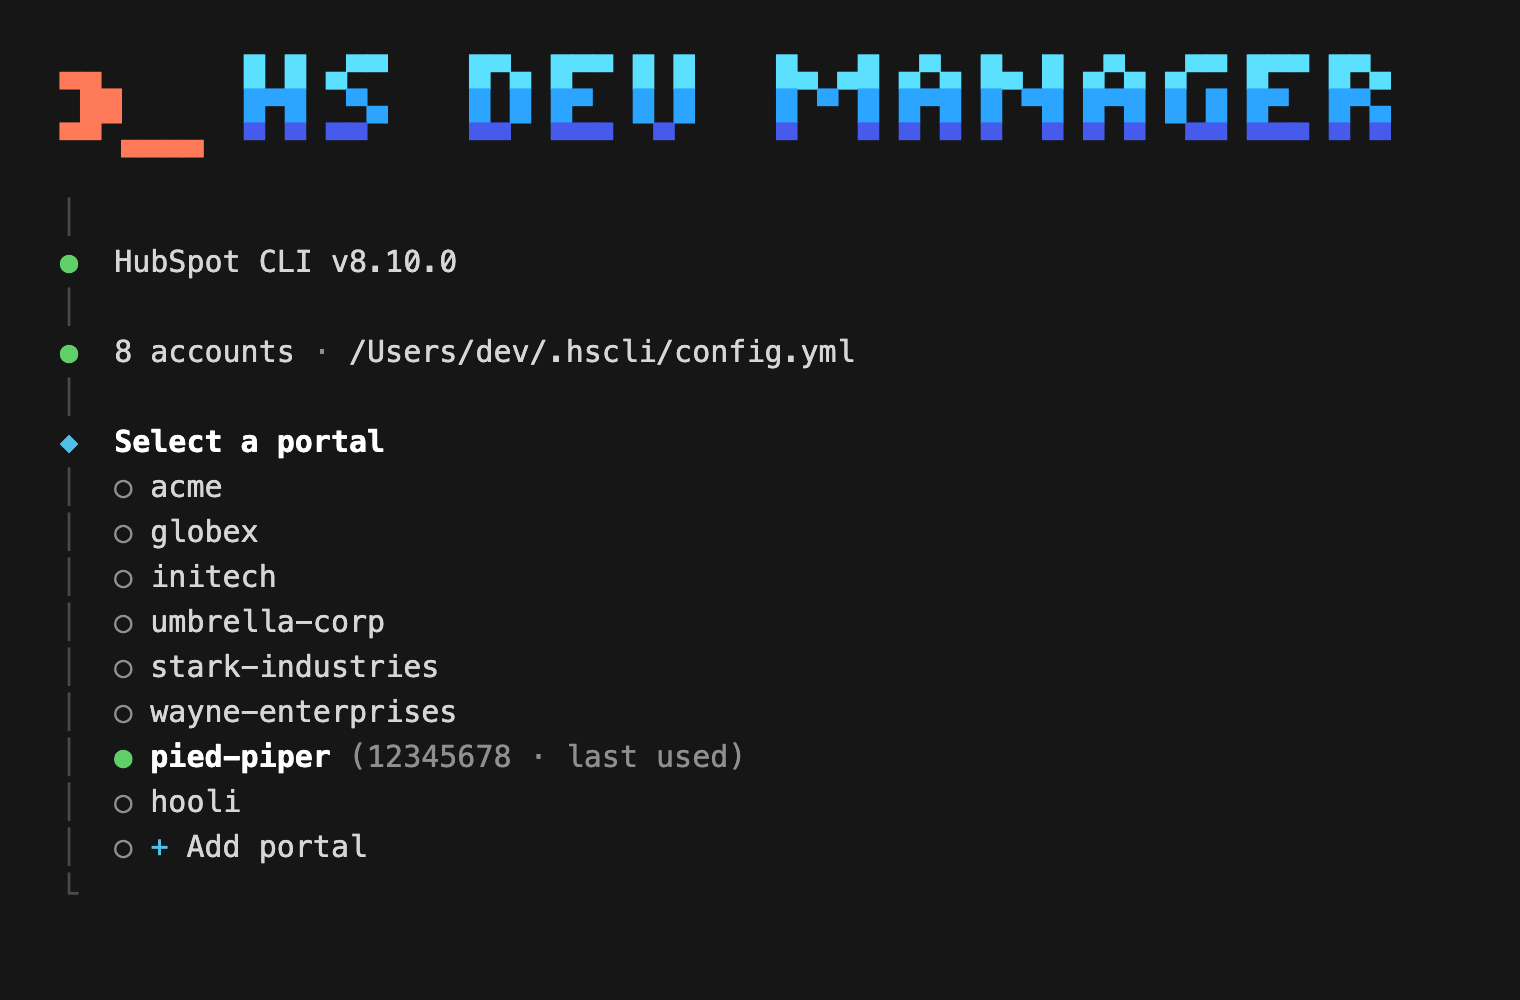 >_ HS DEV MANAGER
HubSpot CLI v8.10.0
8 accounts · /Users/dev/.hscli/config.yml
Select a portal
acme
globex
initech
umbrella-corp
stark-industries
wayne-enterprises
pied-piper (12345678 · last used)
hooli
+ Add portal